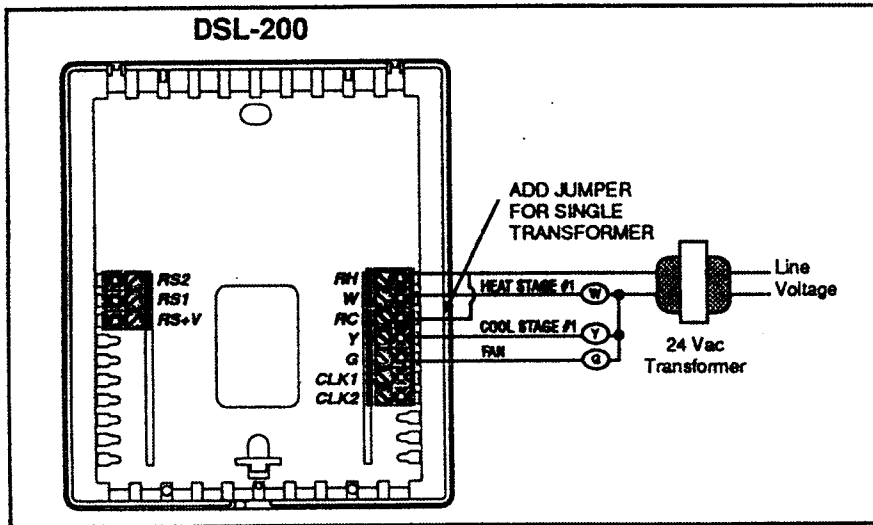 DSL-200
ADD JUMPER
FOR SINGLE
TRANSFORMER
RS2
RS1
RS+V
RH
W
RC
Y
G
CLK1
CLK2
HEAT STAGE #1
W
COOL STAGE #1
Y
FAN
G
Line
Voltage
24 Vac
Transformer